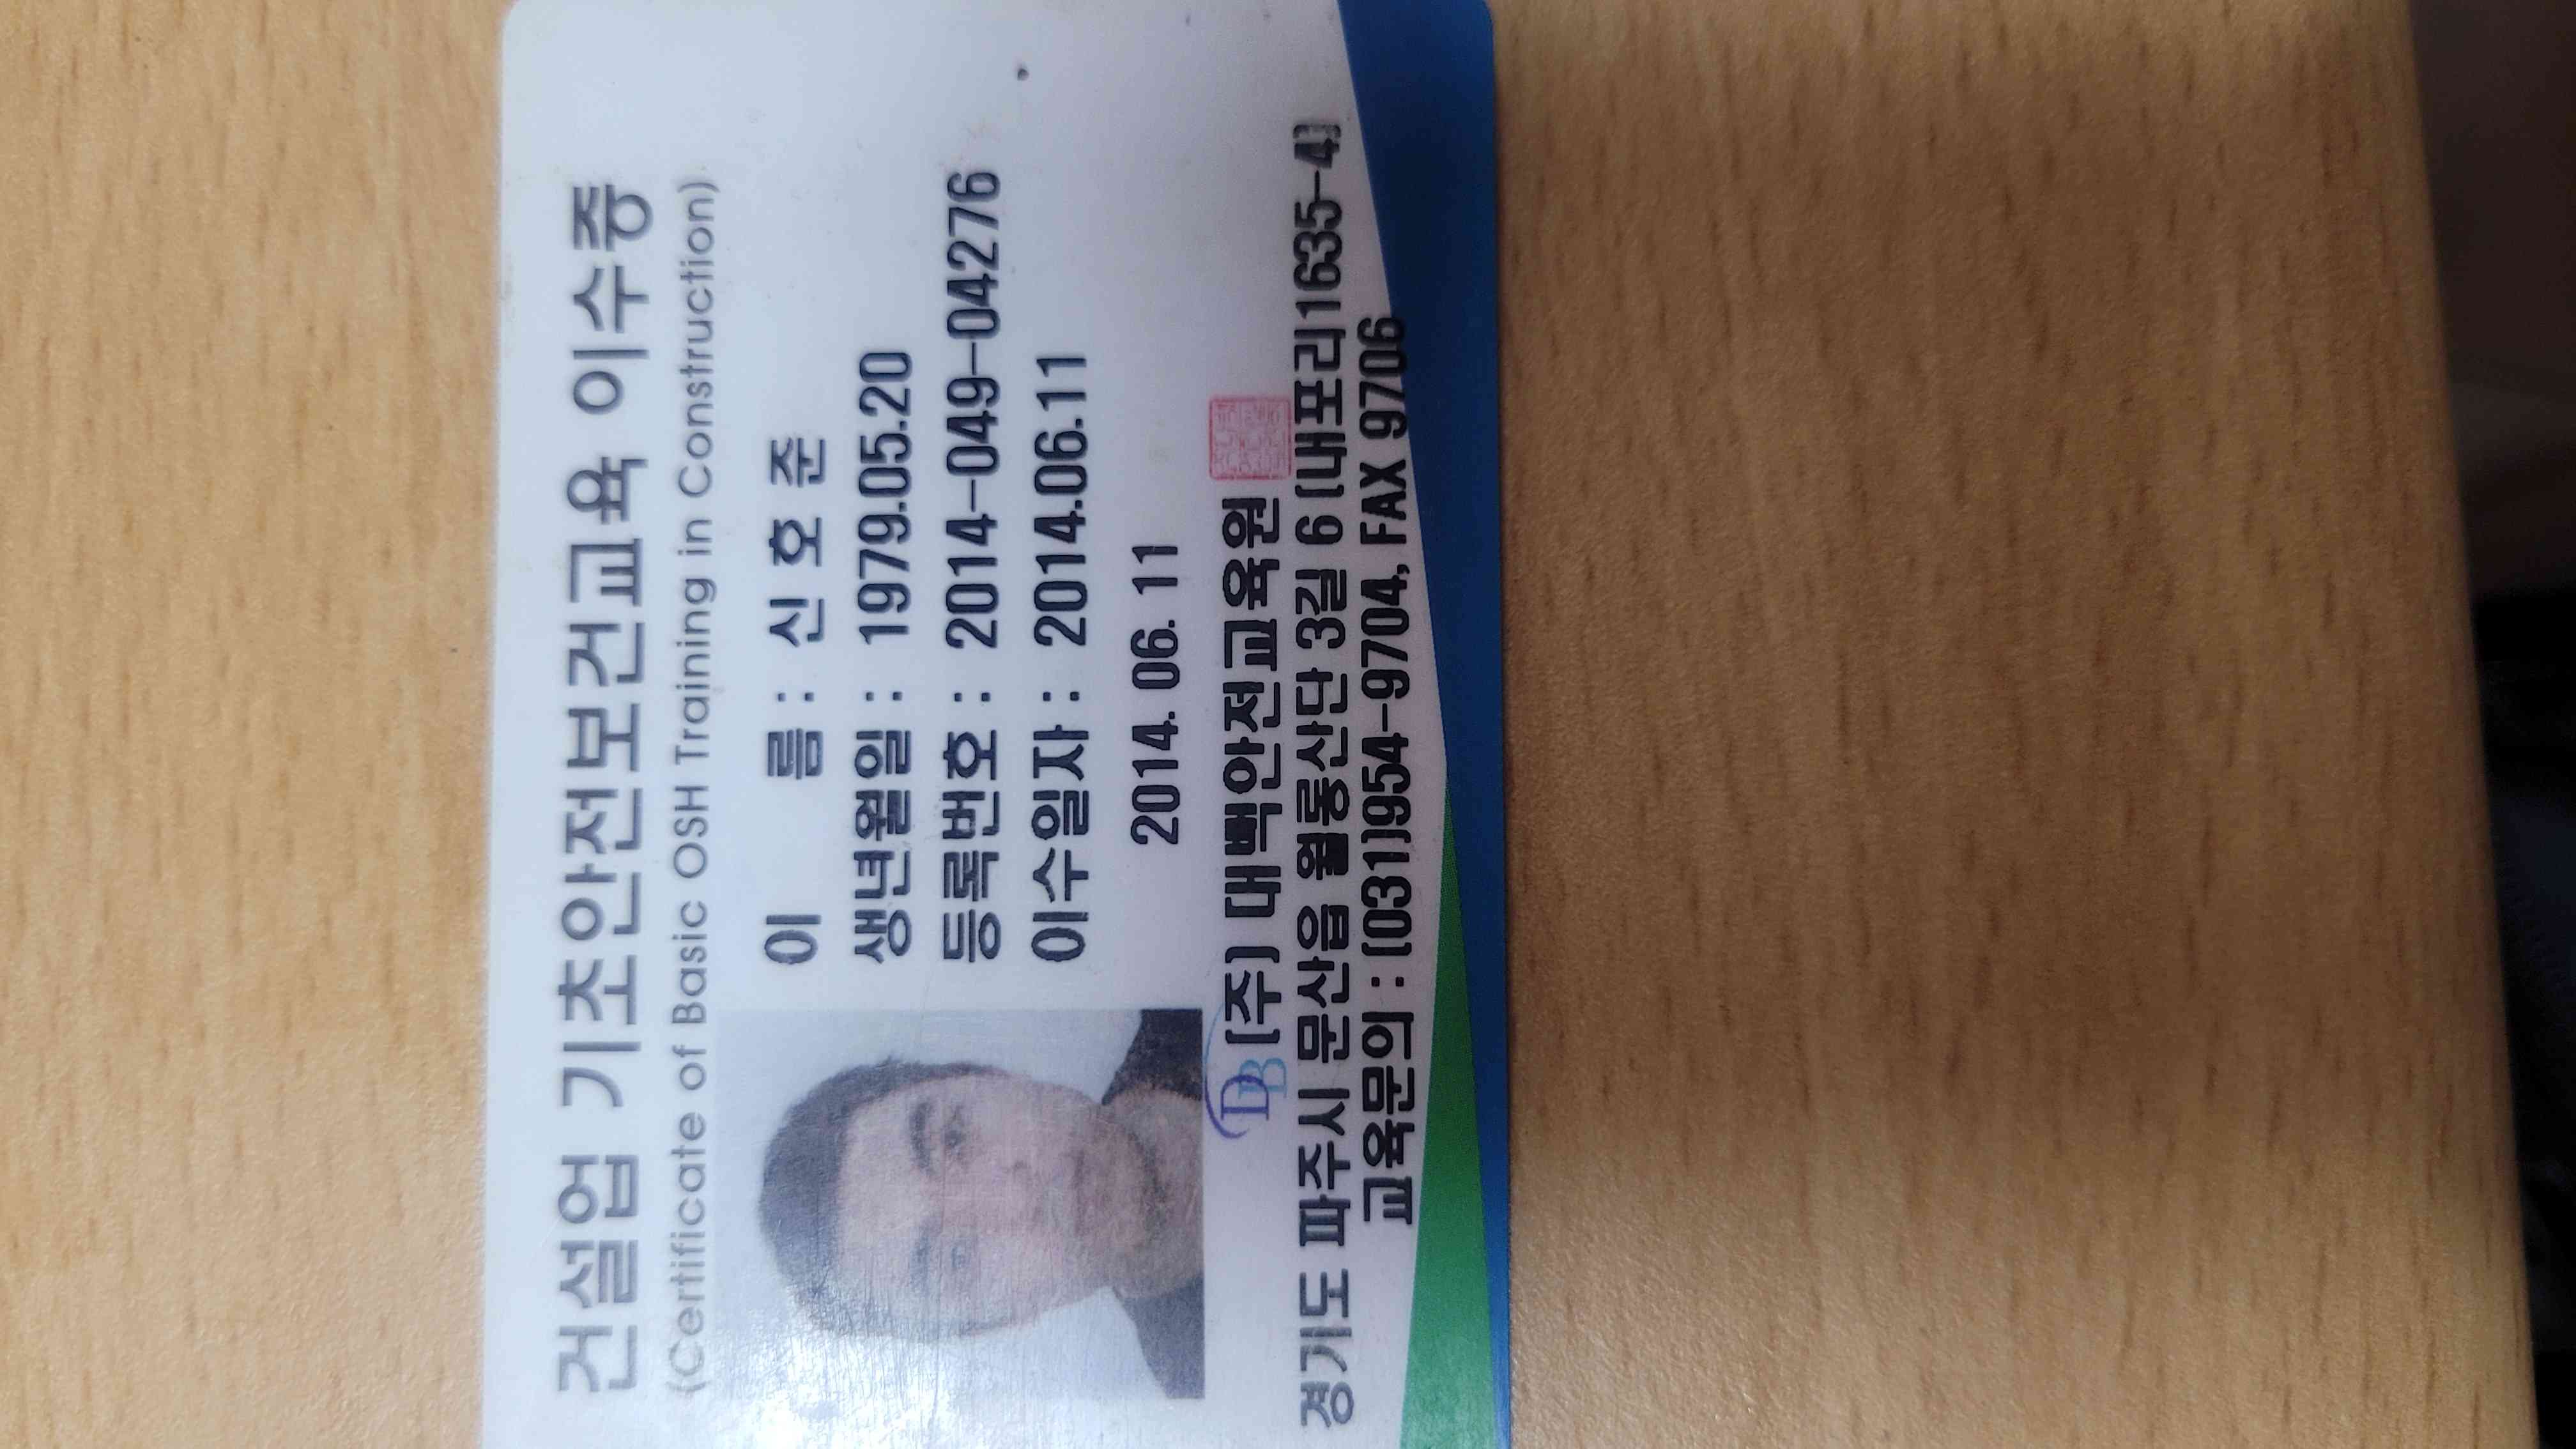 건설업 기초안전보건교육 이수증
(Certificate of Basic OSH Training in Construction)
이 름 : 신 호 준
생년월일 : 1979.05.20
등록번호 : 2014-049-04276
이수일자 : 2014.06.11
2014. 06. 11
DB (주) 대백안전교육원
경기도 파주시 문산읍 월롱산단 3길 6 (내포리1635-4)
교육문의 : (031)954-9704, FAX 9706